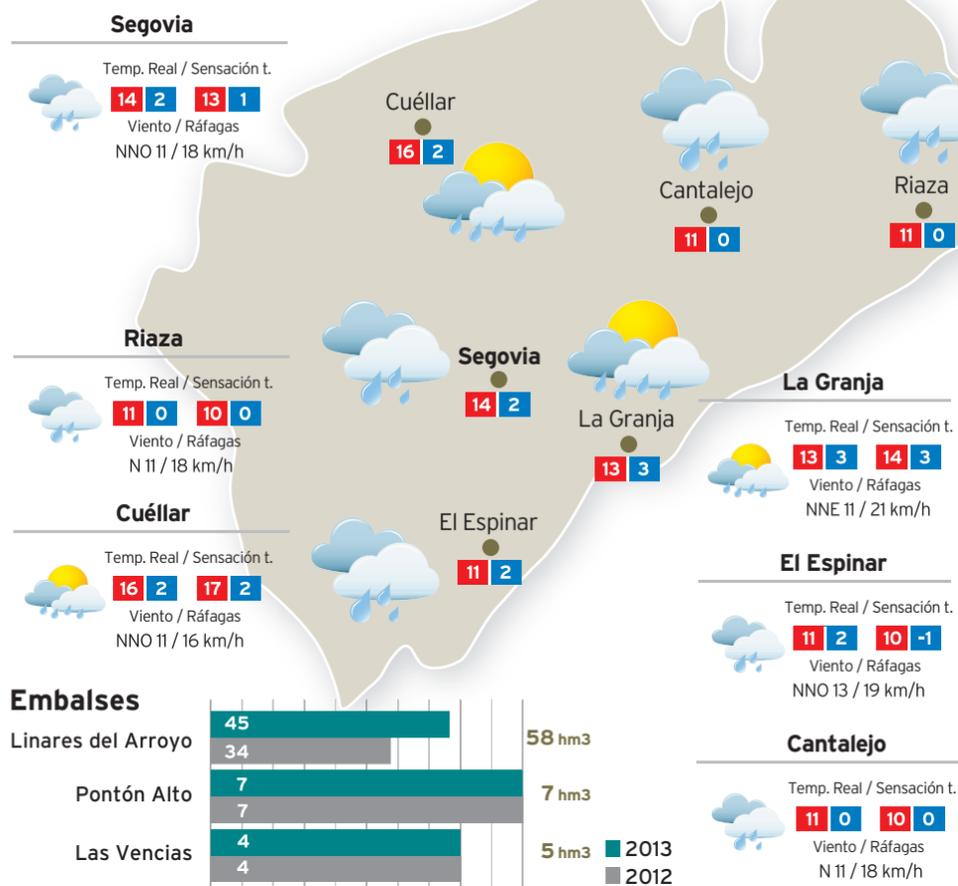 Segovia
Temp. Real / Sensación t.
14 2 13 1
Viento / Ráfagas
NNO 11 / 18 km/h
Cuéllar
16 2
Cantalejo
11 0
Riaza
11 0
Segovia
14 2
La Granja
13 3
El Espinar
11 2
Riaza
Temp. Real / Sensación t.
11 0 10 0
Viento / Ráfagas
N 11 / 18 km/h
Cuéllar
Temp. Real / Sensación t.
16 2 17 2
Viento / Ráfagas
NNO 11 / 16 km/h
La Granja
Temp. Real / Sensación t.
13 3 14 3
Viento / Ráfagas
NNE 11 / 21 km/h
El Espinar
Temp. Real / Sensación t.
11 2 10 -1
Viento / Ráfagas
NNO 13 / 19 km/h
Cantalejo
Temp. Real / Sensación t.
11 0 10 0
Viento / Ráfagas
N 11 / 18 km/h
Embalses
Linares del Arroyo
45
34
58 hm3
Pontón Alto
7
7
7 hm3
Las Vencias
4
4
5 hm3
2013
2012